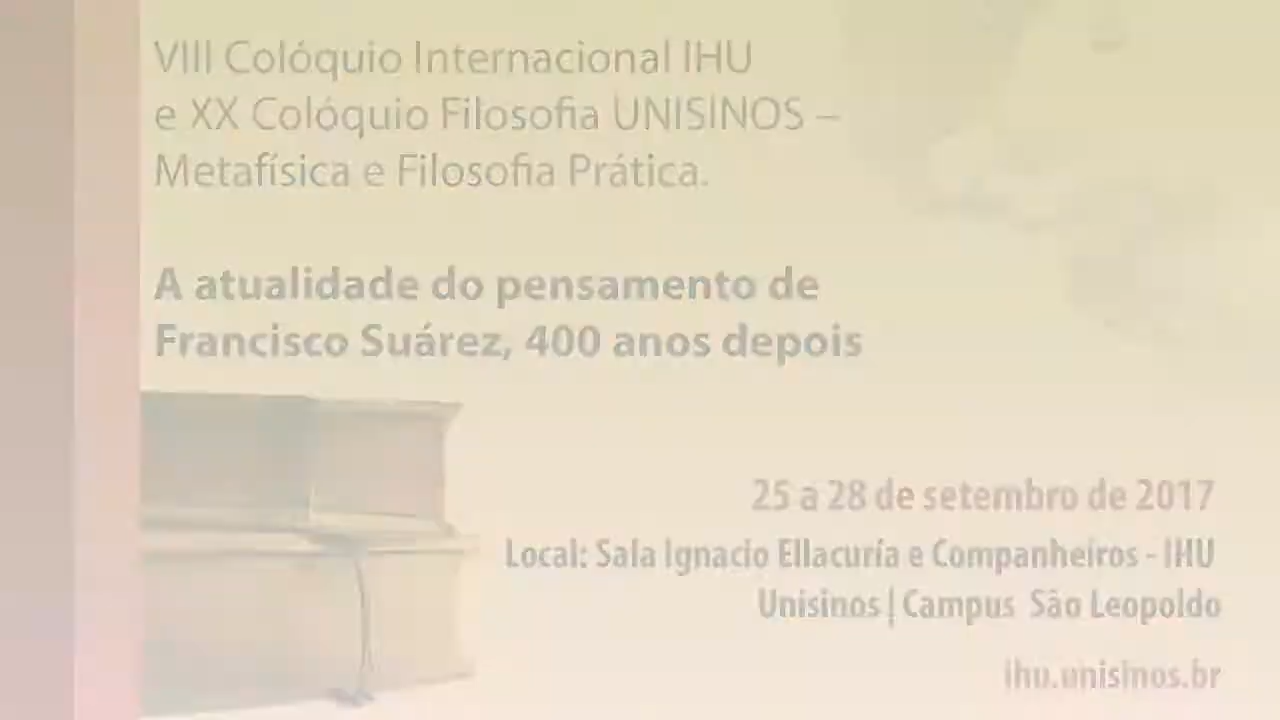 VIII Colóquio Internacional IHU
e XX Colóquio Filosofia UNISINOS –
Metafísica e Filosofia Prática.
A atualidade do pensamento de
Francisco Suárez, 400 anos depois
25 a 28 de setembro de 2017
Local: Sala Ignacio Ellacuría e Companheiros - IHU
Unisinos | Campus São Leopoldo
ihu.unisinos.br